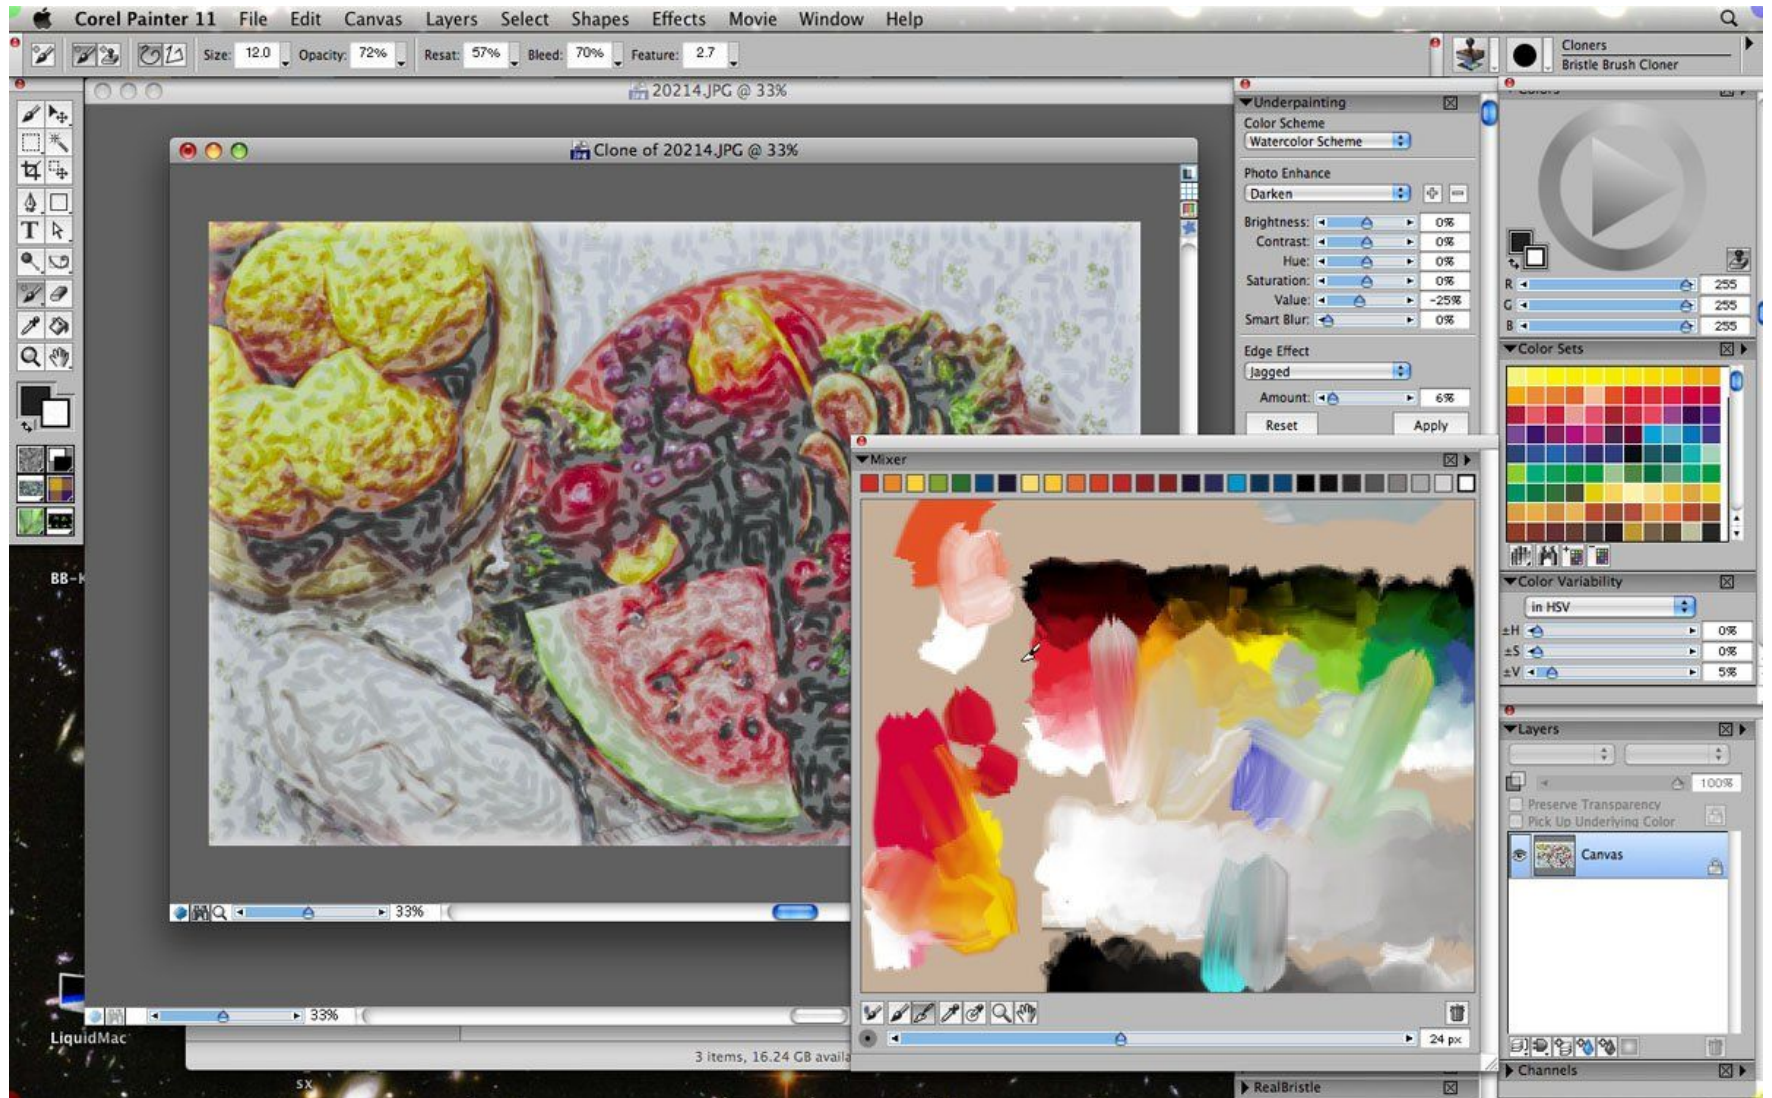 Corel Painter 11 File Edit Canvas Layers Select Shapes Effects Movie Window Help
Size: 12.0 Opacity: 72% Resat: 57% Bleed: 70% Feature: 2.7
Cloners
Bristle Brush Cloner
20214.JPG @ 33%
Clone of 20214.JPG @ 33%
33%
33%
3 items, 16.24 GB availa
BB-K
LiquidMac
sx
Underpainting
Color Scheme
Watercolor Scheme
Photo Enhance
Darken
Brightness: 0%
Contrast: 0%
Hue: 0%
Saturation: 0%
Value: -25%
Smart Blur: 0%
Edge Effect
Jagged
Amount: 6%
Reset Apply
Mixer
24 px
RealBristle
Colors
R 255
G 255
B 255
Color Sets
Color Variability
in HSV
±H 0%
±S 0%
±V 5%
Layers
100%
Preserve Transparency
Pick Up Underlying Color
Canvas
Channels